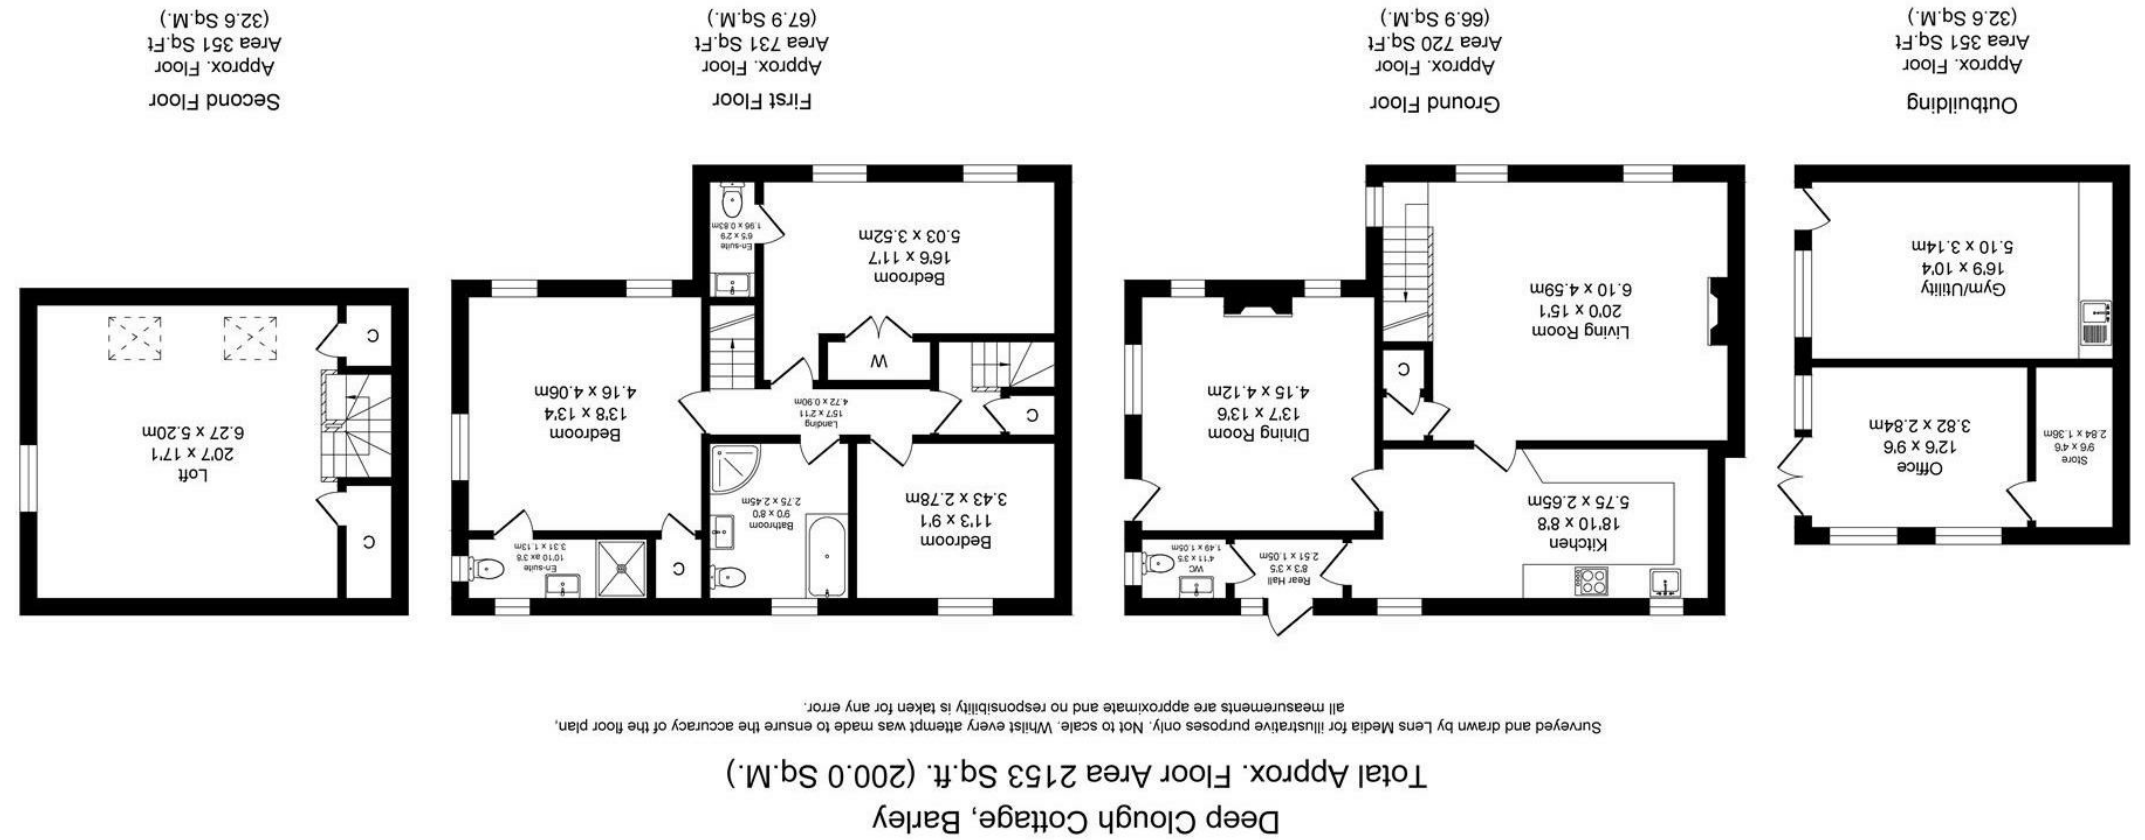 Deep Clough Cottage, Barley
Total Approx. Floor Area 2153 Sq.ft. (200.0 Sq.M.)
Surveyed and drawn by Lens Media for illustrative purposes only. Not to scale. Whilst every attempt was made to ensure the accuracy of the floor plan,
all measurements are approximate and no responsibility is taken for any error.
Store
9'6 x 4'6
2.84 x 1.36m
Office
12'6 x 9'6
3.82 x 2.84m
Gym/Utility
16'9 x 10'4
5.10 x 3.14m
Outbuilding
Approx. Floor
Area 351 Sq.Ft
(32.6 Sq.M.)
Kitchen
18'10 x 8'8
5.75 x 2.65m
Rear Hall
8'3 x 3'5
2.51 x 1.05m
WC
4'11 x 3'5
1.49 x 1.05m
Dining Room
13'7 x 13'6
4.15 x 4.12m
C
Living Room
20'0 x 15'1
6.10 x 4.59m
Ground Floor
Approx. Floor
Area 720 Sq.Ft
(66.9 Sq.M.)
Bedroom
11'3 x 9'1
3.43 x 2.78m
Bathroom
9'0 x 8'0
2.75 x 2.45m
C
En-suite
10'10 ax 3'8
3.31 1.13m
C
Landing
15'7 x 2'11
4.72 0.90m
Bedroom
13'8 x 13'4
4.16 x 4.06m
W
Bedroom
16'6 x 11'7
5.03 x 3.52m
En-suite
6'5 x 2'9
1.96 0.83m
First Floor
Approx. Floor
Area 731 Sq.Ft
(67.9 Sq.M.)
C
Loft
20'7 x 17'1
6.27 x 5.20m
C
Second Floor
Approx. Floor
Area 351 Sq.Ft
(32.6 Sq.M.)